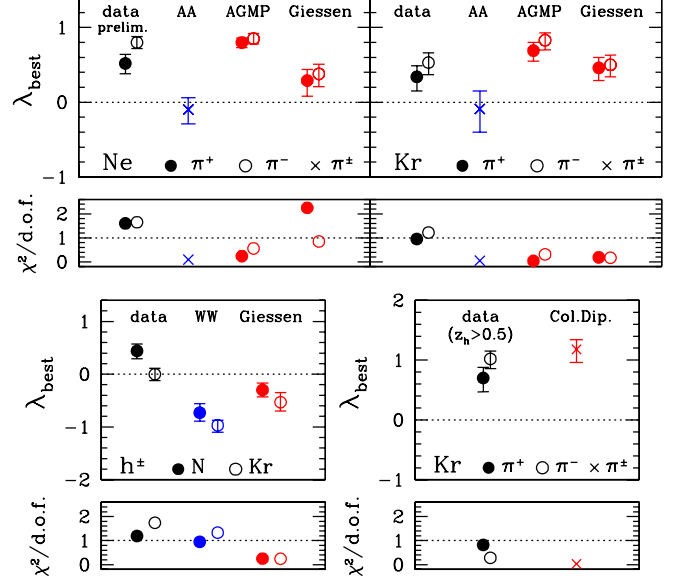 data AA AGMP Giessen
prelim.
data AA AGMP Giessen
1
0
−1
λbest
Ne ● π⁺ ○ π⁻ × π±
Kr ● π⁺ ○ π⁻ × π±
2
1
0
χ²/d.o.f.
data WW Giessen
1
0
−1
−2
λbest
h± ● N ○ Kr
2
1
0
χ²/d.o.f.
data Col.Dip.
(zh>0.5)
2
1
0
−1
λbest
Kr ● π⁺ ○ π⁻ × π±
2
1
0
χ²/d.o.f.